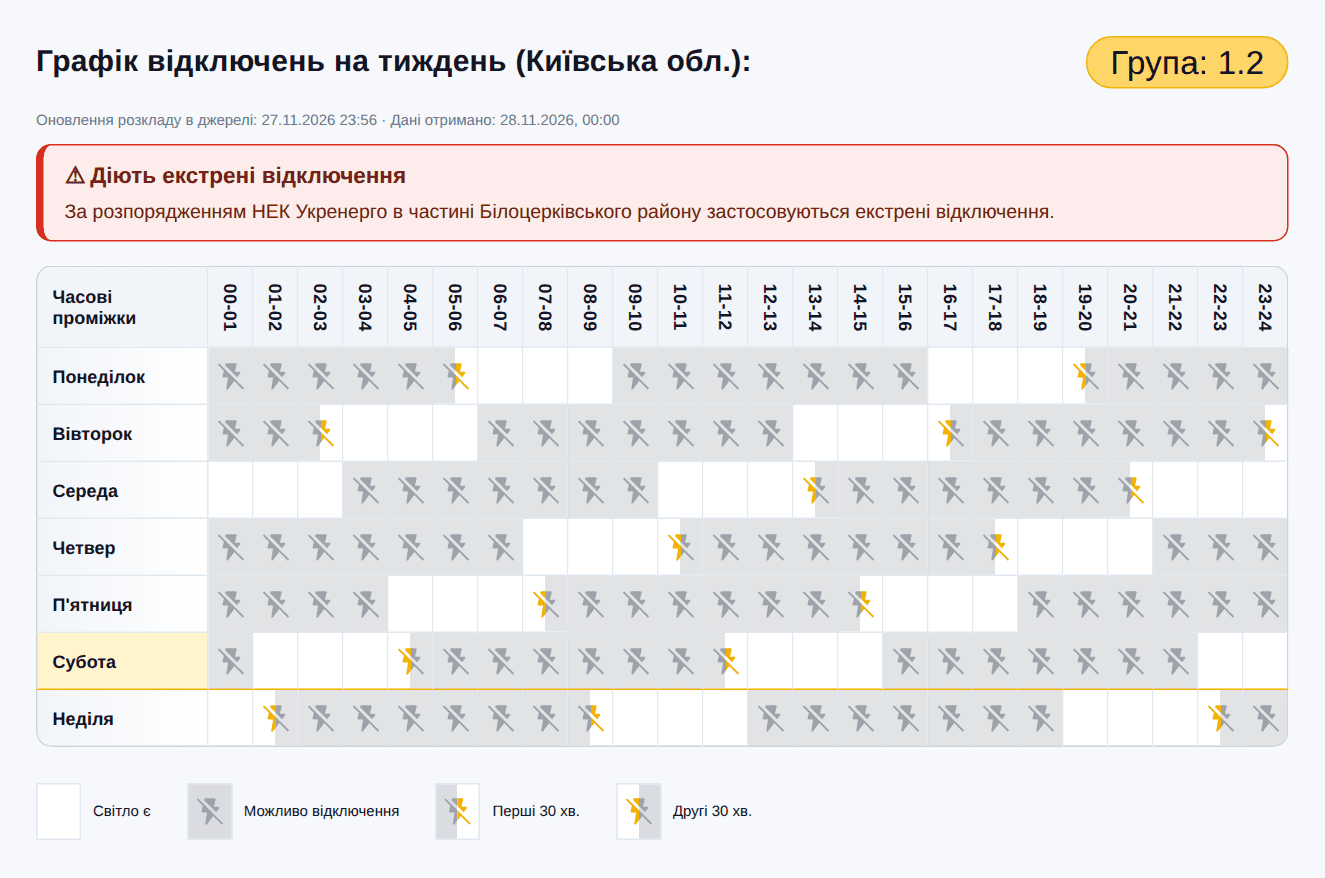 Графік відключень на тиждень (Київська обл.):
Група: 1.2
Оновлення розкладу в джерелі: 27.11.2026 23:56 · Дані отримано: 28.11.2026, 00:00
⚠ Діють екстрені відключення
За розпорядженням НЕК Укренерго в частині Білоцерківського району застосовуються екстрені відключення.
Часові
проміжки
00-01 01-02 02-03 03-04 04-05 05-06 06-07 07-08 08-09 09-10 10-11 11-12 12-13 13-14 14-15 15-16 16-17 17-18 18-19 19-20 20-21 21-22 22-23 23-24
Понеділок
Вівторок
Середа
Четвер
П'ятниця
Субота
Неділя
Світло є
Можливо відключення
Перші 30 хв.
Другі 30 хв.